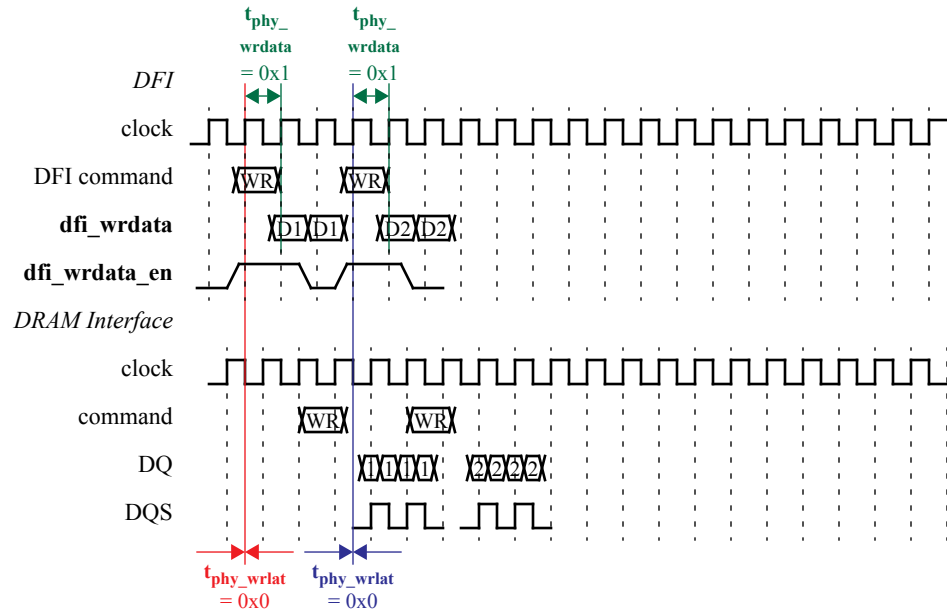 tphy_ tphy_
wrdata wrdata
= 0x1 = 0x1
DFI
clock
DFI command WR WR
dfi_wrdata D1 D1 D2 D2
dfi_wrdata_en
DRAM Interface
clock
command WR WR
DQ 1 1 1 1 2 2 2 2
DQS
tphy_wrlat tphy_wrlat
= 0x0 = 0x0